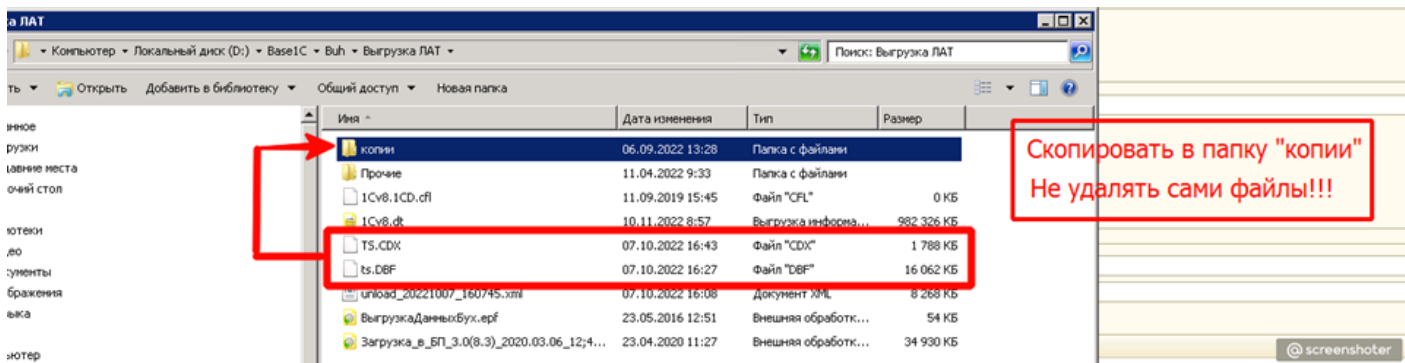 ка ЛАТ
Компьютер Локальный диск (D:) Base1C Buh Выгрузка ЛАТ Поиск: Выгрузка ЛАТ
Открыть Добавить в библиотеку Общий доступ Новая папка
Имя Дата изменения Тип Размер
копии 06.09.2022 13:28 Папка с файлами
Прочие 11.04.2022 9:33 Папка с файлами
1Cv8.1CD.cfl 11.09.2019 15:45 Файл "CFL" 0 КБ
1Cv8.dt 10.11.2022 8:57 Выгрузка информа... 982 326 КБ
TS.CDX 07.10.2022 16:43 Файл "CDX" 1 788 КБ
ts.DBF 07.10.2022 16:27 Файл "DBF" 16 062 КБ
unload_20221007_160745.xml 07.10.2022 16:08 Документ XML 8 268 КБ
ВыгрузкаДанныхБух.epf 23.05.2016 12:51 Внешняя обработк... 54 КБ
Загрузка_в_БП_3.0(8.3)_2020.03.06_12;4... 23.04.2020 11:27 Внешняя обработк... 34 930 КБ
Скопировать в папку "копии"
Не удалять сами файлы!!!
@screenshoter